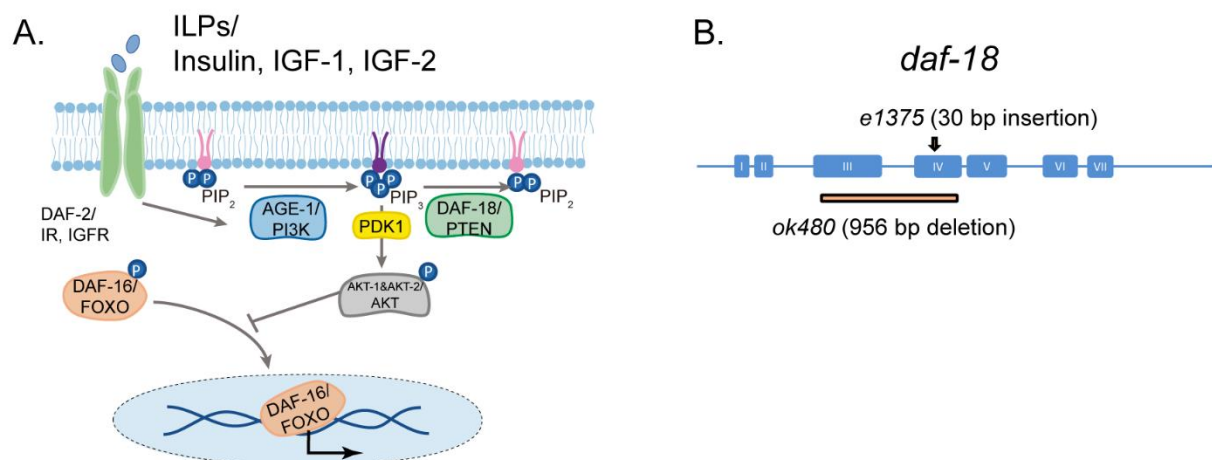 A.
ILPs/
Insulin, IGF-1, IGF-2
DAF-2/
IR, IGFR
P P
PIP2
AGE-1/
PI3K
P P P
PIP3
PDK1
DAF-18/
PTEN
P P
PIP2
P
DAF-16/
FOXO
P
AKT-1&AKT-2/
AKT
DAF-16/
FOXO
B.
daf-18
e1375 (30 bp insertion)
I II III IV V VI VII
ok480 (956 bp deletion)